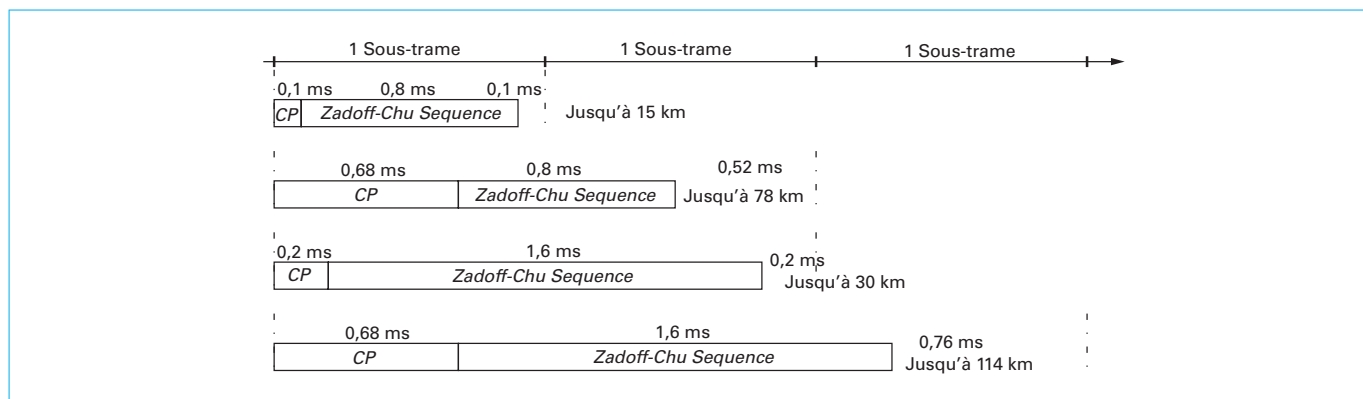 1 Sous-trame 1 Sous-trame 1 Sous-trame
0,1 ms 0,8 ms 0,1 ms
CP Zadoff-Chu Sequence Jusqu'à 15 km
0,68 ms 0,8 ms 0,52 ms
CP Zadoff-Chu Sequence Jusqu'à 78 km
0,2 ms 1,6 ms 0,2 ms
CP Zadoff-Chu Sequence Jusqu'à 30 km
0,68 ms 1,6 ms 0,76 ms
CP Zadoff-Chu Sequence Jusqu'à 114 km